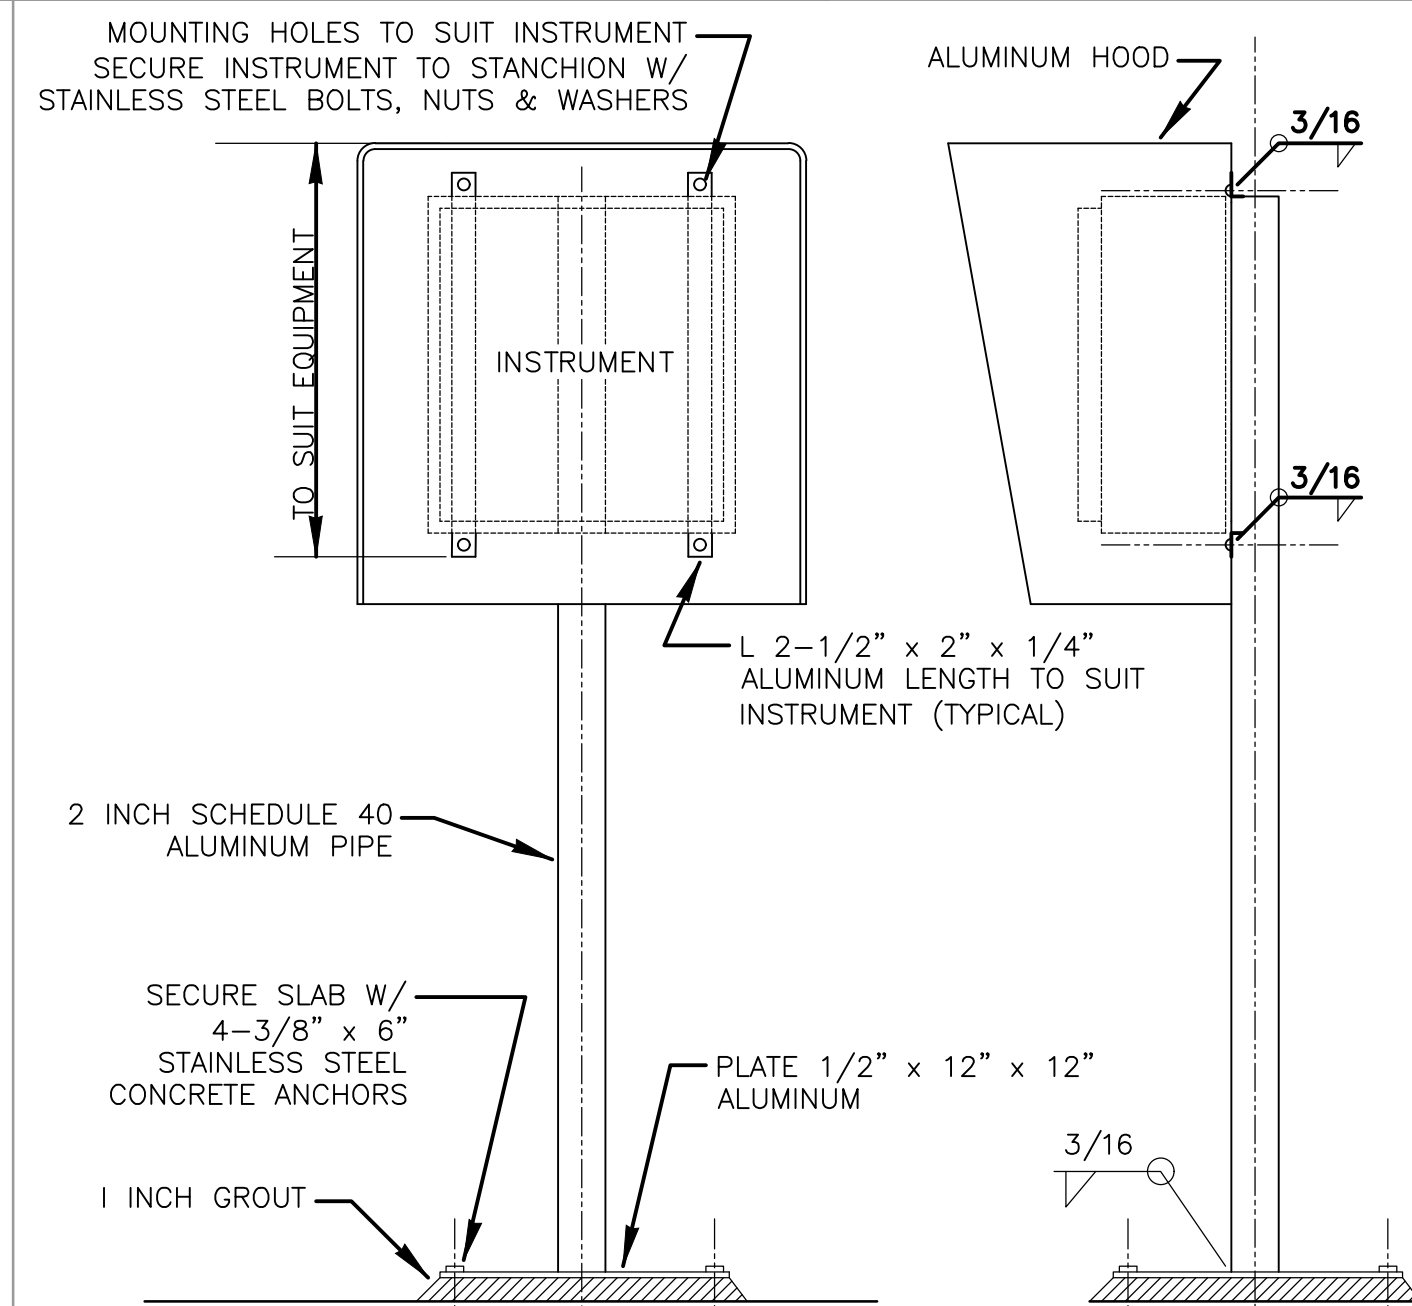 MOUNTING HOLES TO SUIT INSTRUMENT
SECURE INSTRUMENT TO STANCHION W/
STAINLESS STEEL BOLTS, NUTS & WASHERS
ALUMINUM HOOD
3/16
TO SUIT EQUIPMENT
INSTRUMENT
3/16
L 2-1/2” x 2” x 1/4”
ALUMINUM LENGTH TO SUIT
INSTRUMENT (TYPICAL)
2 INCH SCHEDULE 40
ALUMINUM PIPE
SECURE SLAB W/
4-3/8” x 6”
STAINLESS STEEL
CONCRETE ANCHORS
PLATE 1/2” x 12” x 12”
ALUMINUM
3/16
I INCH GROUT